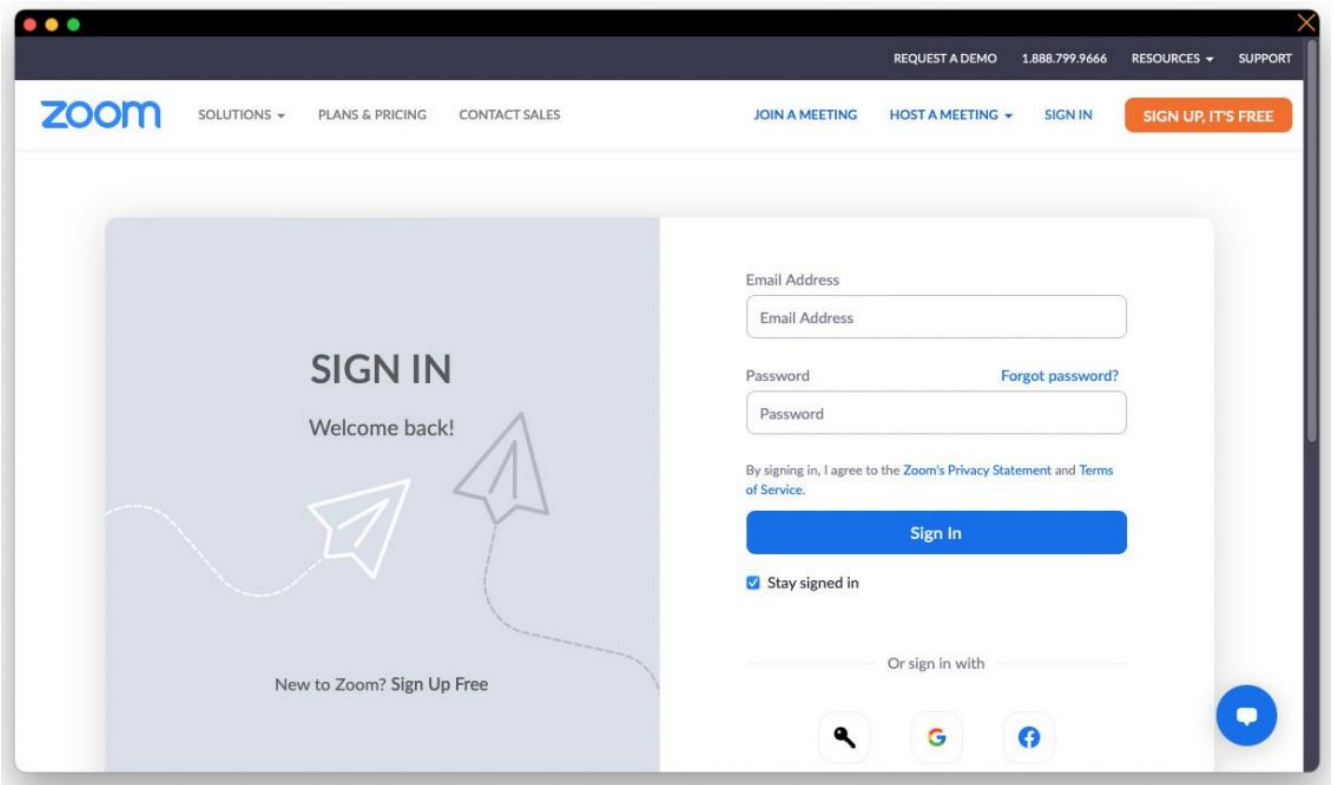 REQUEST A DEMO 1.888.799.9666 RESOURCES SUPPORT
zoom SOLUTIONS PLANS & PRICING CONTACT SALES JOIN A MEETING HOST A MEETING SIGN IN SIGN UP, IT'S FREE
SIGN IN
Welcome back!
New to Zoom? Sign Up Free
Email Address
Email Address
Password Forgot password?
Password
By signing in, I agree to the Zoom's Privacy Statement and Terms
of Service.
Sign In
Stay signed in
Or sign in with